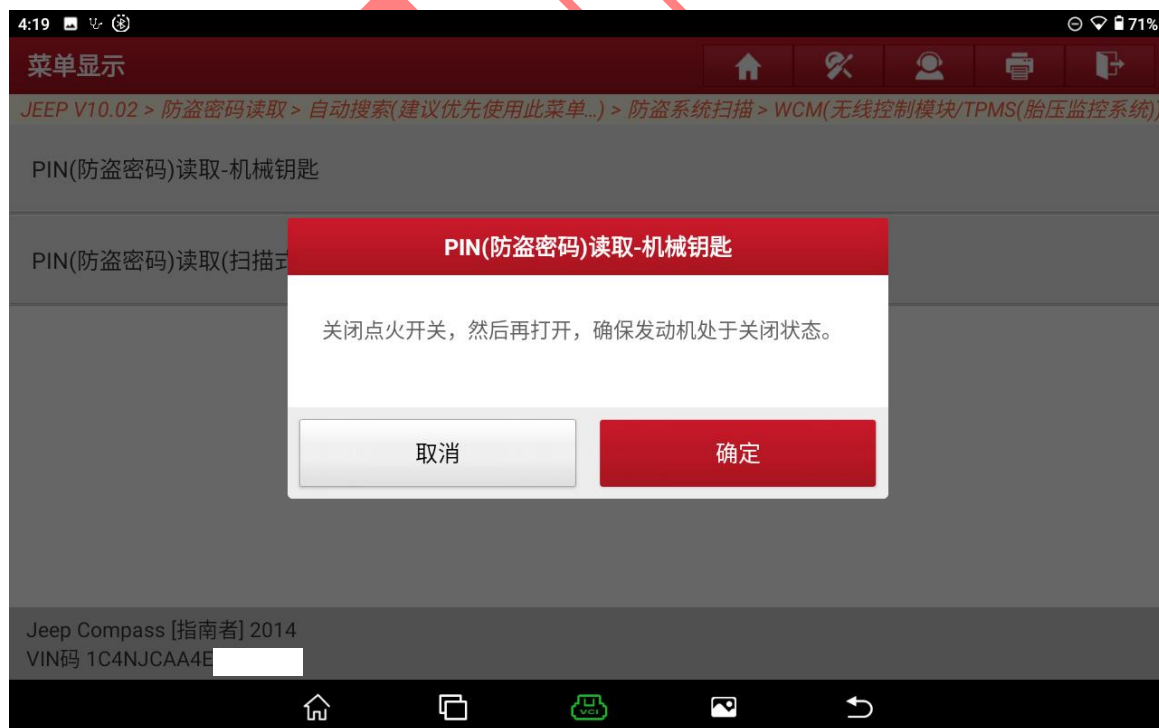 4:19
71%
菜单显示
JEEP V10.02 > 防盗密码读取 > 自动搜索(建议优先使用此菜单...) > 防盗系统扫描 > WCM(无线控制模块/TPMS(胎压监控系统))
PIN(防盗密码)读取-机械钥匙
PIN(防盗密码)读取(扫描式
PIN(防盗密码)读取-机械钥匙
关闭点火开关，然后再打开，确保发动机处于关闭状态。
取消
确定
Jeep Compass [指南者] 2014
VIN码 1C4NJCAA4E
VCI